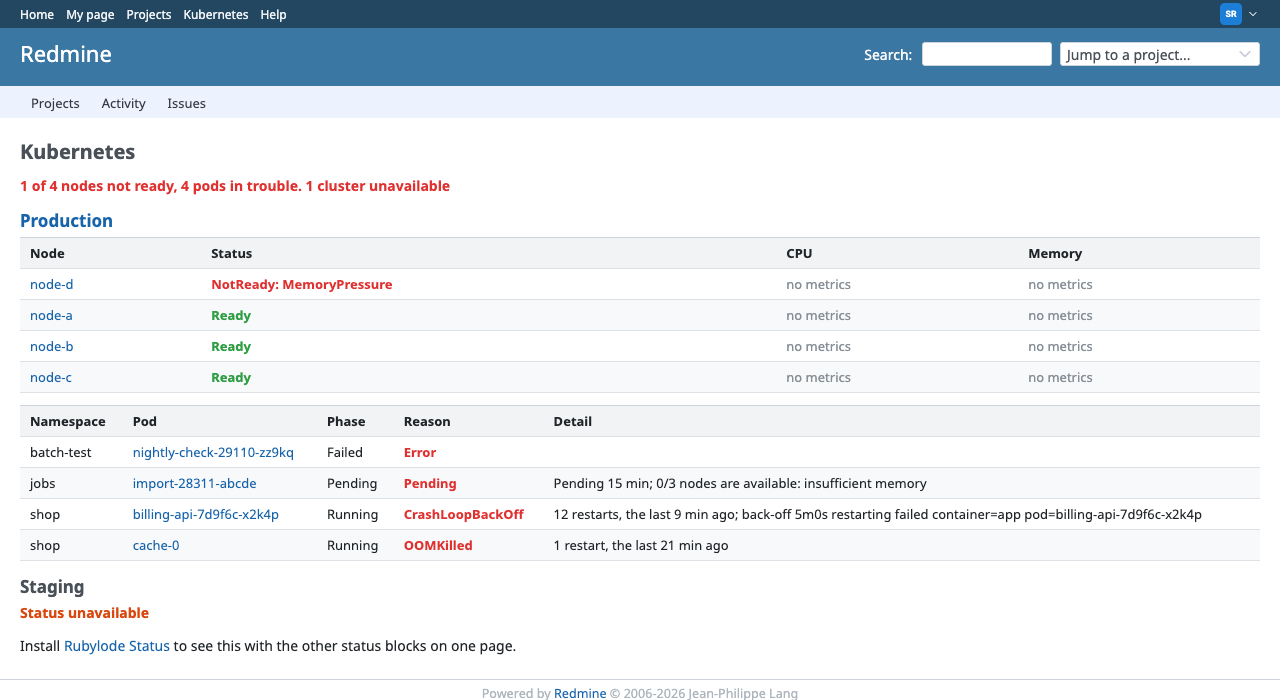 Home My page Projects Kubernetes Help SR
Redmine Search: Jump to a project...
Projects Activity Issues
Kubernetes
1 of 4 nodes not ready, 4 pods in trouble. 1 cluster unavailable
Production
Node Status CPU Memory
node-d NotReady: MemoryPressure no metrics no metrics
node-a Ready no metrics no metrics
node-b Ready no metrics no metrics
node-c Ready no metrics no metrics
Namespace Pod Phase Reason Detail
batch-test nightly-check-29110-zz9kq Failed Error
jobs import-28311-abcde Pending Pending Pending 15 min; 0/3 nodes are available: insufficient memory
shop billing-api-7d9f6c-x2k4p Running CrashLoopBackOff 12 restarts, the last 9 min ago; back-off 5m0s restarting failed container=app pod=billing-api-7d9f6c-x2k4p
shop cache-0 Running OOMKilled 1 restart, the last 21 min ago
Staging
Status unavailable
Install Rubylode Status to see this with the other status blocks on one page.
Powered by Redmine © 2006-2026 Jean-Philippe Lang